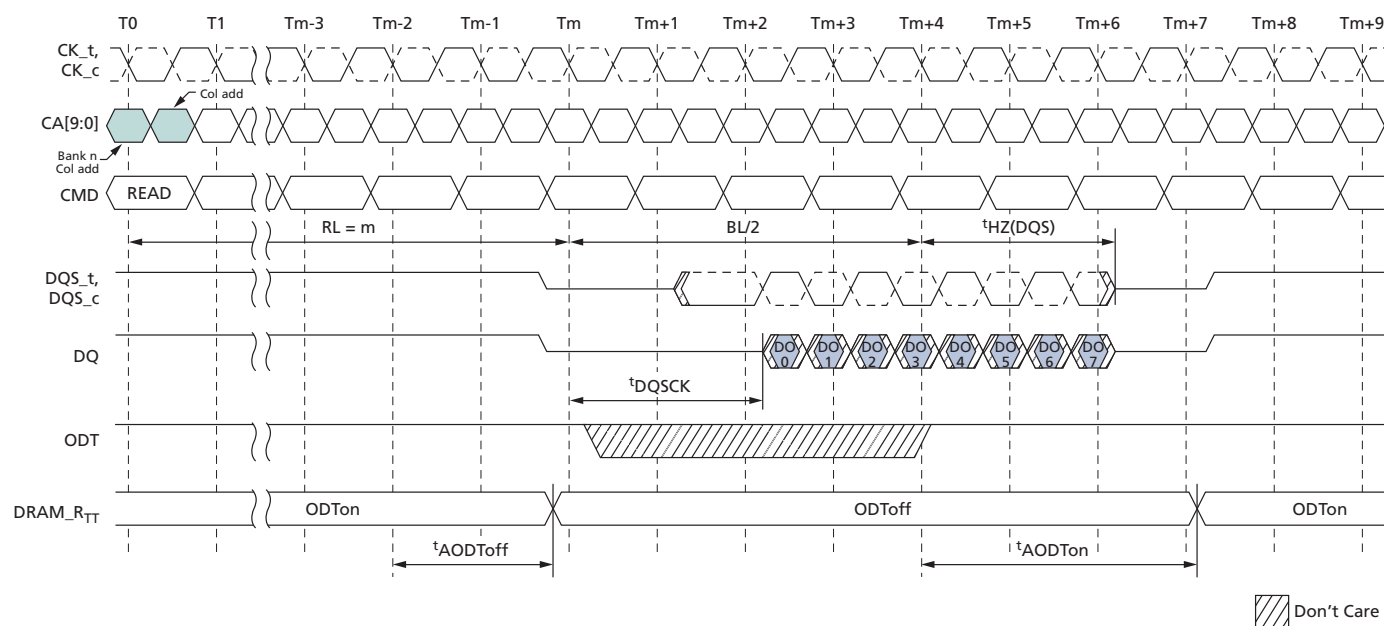 T0 T1 Tm-3 Tm-2 Tm-1 Tm Tm+1 Tm+2 Tm+3 Tm+4 Tm+5 Tm+6 Tm+7 Tm+8 Tm+9
CK_t,
CK_c
Col add
CA[9:0]
Bank n
Col add
CMD READ
RL = m BL/2 tHZ(DQS)
DQS_t,
DQS_c
DQ DO DO DO DO DO DO DO DO
0 1 2 3 4 5 6 7
tDQSCK
ODT
DRAM_RTT ODTon ODToff ODTon
tAODToff tAODTon
Don't Care